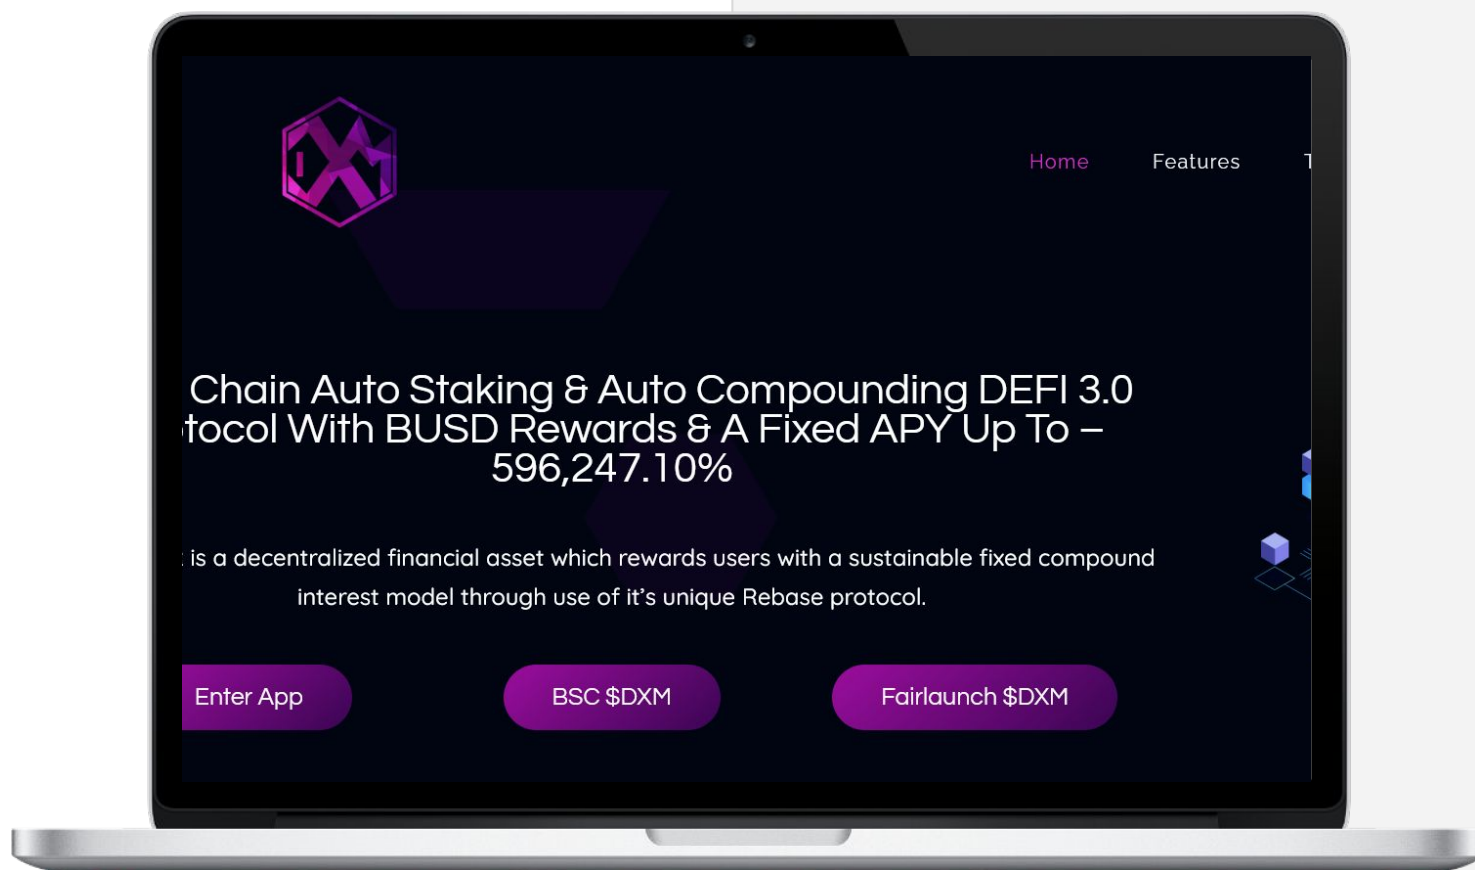 Home Features
Chain Auto Staking & Auto Compounding DEFI 3.0
tocol With BUSD Rewards & A Fixed APY Up To –
596,247.10%
is a decentralized financial asset which rewards users with a sustainable fixed compound
interest model through use of it’s unique Rebase protocol.
Enter App BSC $DXM Fairlaunch $DXM